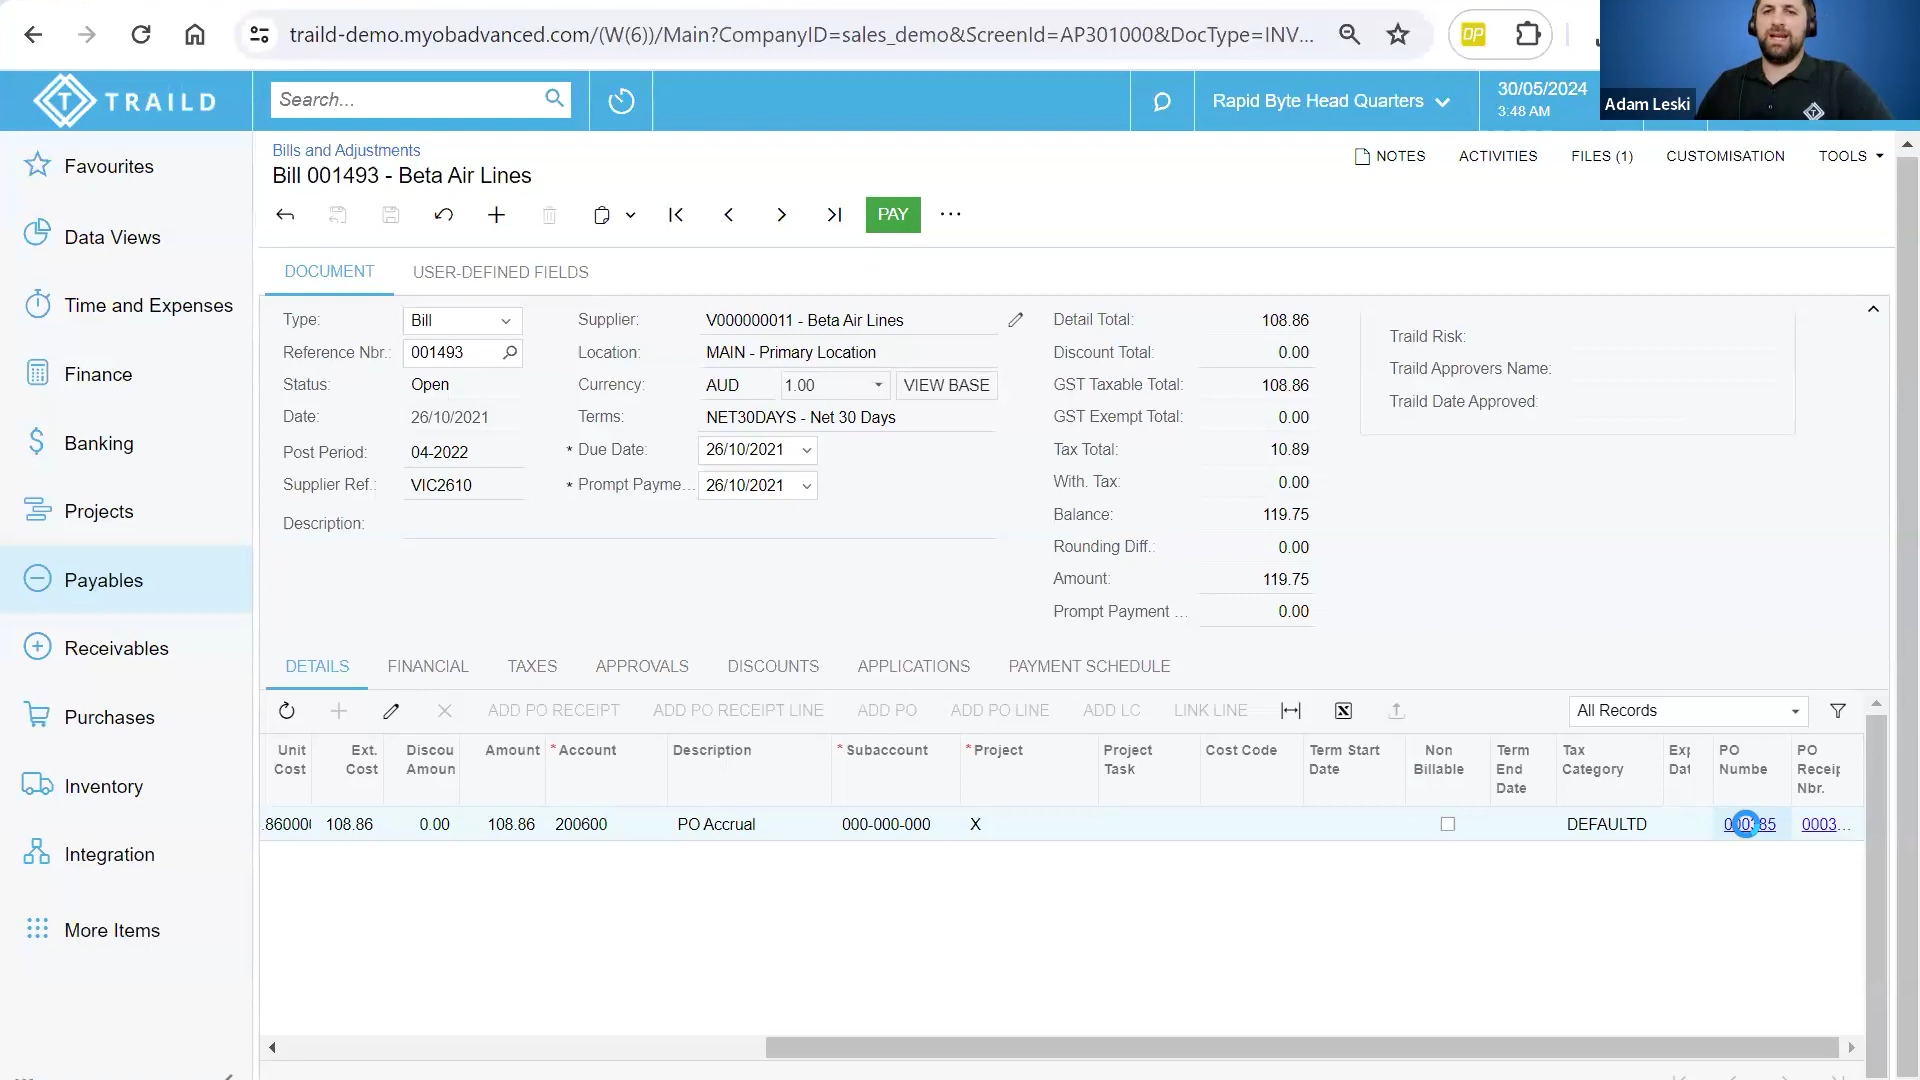 traild-demo.myobadvanced.com/(W(6))/Main?CompanyID=sales_demo&ScreenId=AP301000&DocType=INV...
OP
Adam Leski
TRAILD
Search...
Rapid Byte Head Quarters
30/05/2024
3:48 AM
Favourites
Data Views
Time and Expenses
Finance
Banking
Projects
Payables
Receivables
Purchases
Inventory
Integration
More Items
Bills and Adjustments
Bill 001493 - Beta Air Lines
NOTES ACTIVITIES FILES (1) CUSTOMISATION TOOLS
PAY
DOCUMENT USER-DEFINED FIELDS
Type: Bill
Reference Nbr.: 001493
Status: Open
Date: 26/10/2021
Post Period: 04-2022
Supplier Ref.: VIC2610
Description:
Supplier: V000000011 - Beta Air Lines
Location: MAIN - Primary Location
Currency: AUD 1.00 VIEW BASE
Terms: NET30DAYS - Net 30 Days
* Due Date: 26/10/2021
* Prompt Payme... 26/10/2021
Detail Total: 108.86
Discount Total: 0.00
GST Taxable Total: 108.86
GST Exempt Total: 0.00
Tax Total: 10.89
With. Tax: 0.00
Balance: 119.75
Rounding Diff.: 0.00
Amount: 119.75
Prompt Payment ... 0.00
Traild Risk:
Traild Approvers Name:
Traild Date Approved:
DETAILS FINANCIAL TAXES APPROVALS DISCOUNTS APPLICATIONS PAYMENT SCHEDULE
ADD PO RECEIPT ADD PO RECEIPT LINE ADD PO ADD PO LINE ADD LC LINK LINE All Records
Unit Cost Ext. Cost Discou Amoun Amount * Account Description * Subaccount * Project Project Task Cost Code Term Start Date Non Billable Term End Date Tax Category Exp Dat PO Numbe PO Receip Nbr.
.86000 108.86 0.00 108.86 200600 PO Accrual 000-000-000 X DEFAULTD 000385 0003...